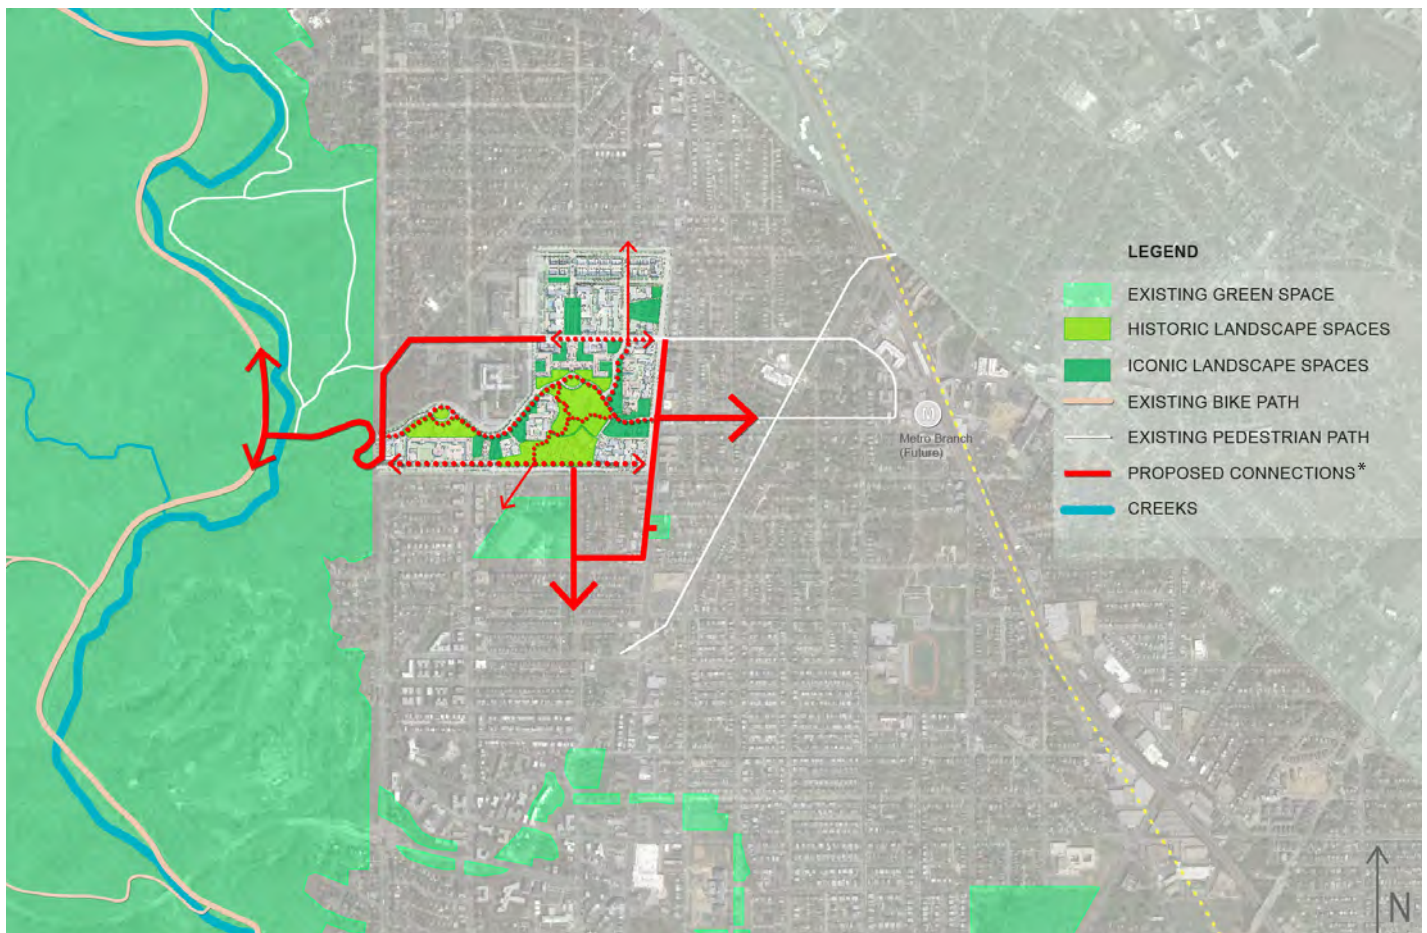 LEGEND
EXISTING GREEN SPACE
HISTORIC LANDSCAPE SPACES
ICONIC LANDSCAPE SPACES
EXISTING BIKE PATH
EXISTING PEDESTRIAN PATH
PROPOSED CONNECTIONS*
CREEKS
M
Metro Branch
(Future)
N